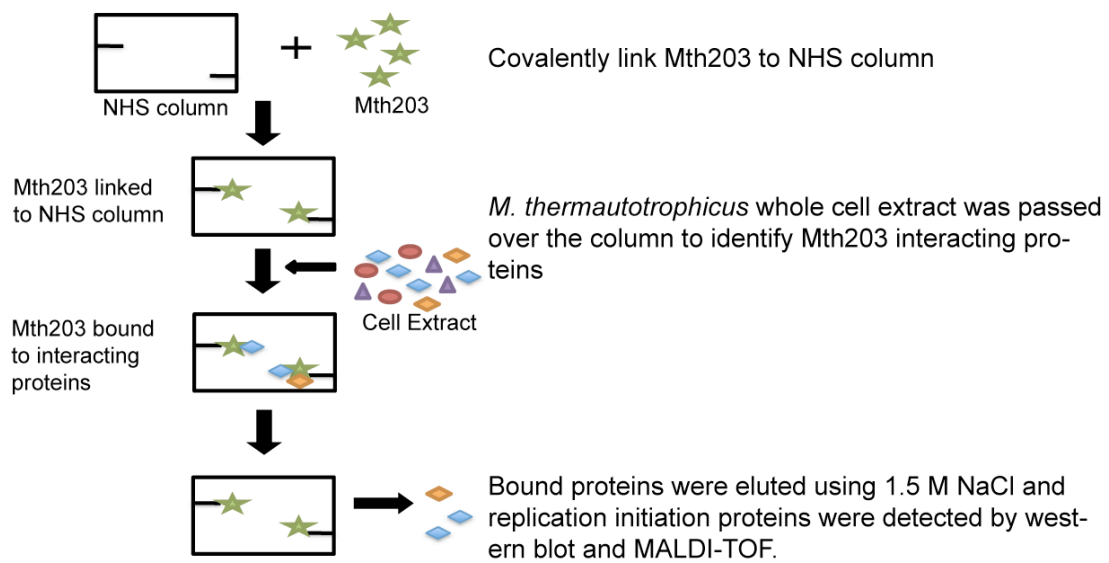 Covalently link Mth203 to NHS column
NHS column
Mth203
Mth203 linked
to NHS column
M. thermautotrophicus whole cell extract was passed
over the column to identify Mth203 interacting pro-
teins
Cell Extract
Mth203 bound
to interacting
proteins
Bound proteins were eluted using 1.5 M NaCl and
replication initiation proteins were detected by west-
ern blot and MALDI-TOF.